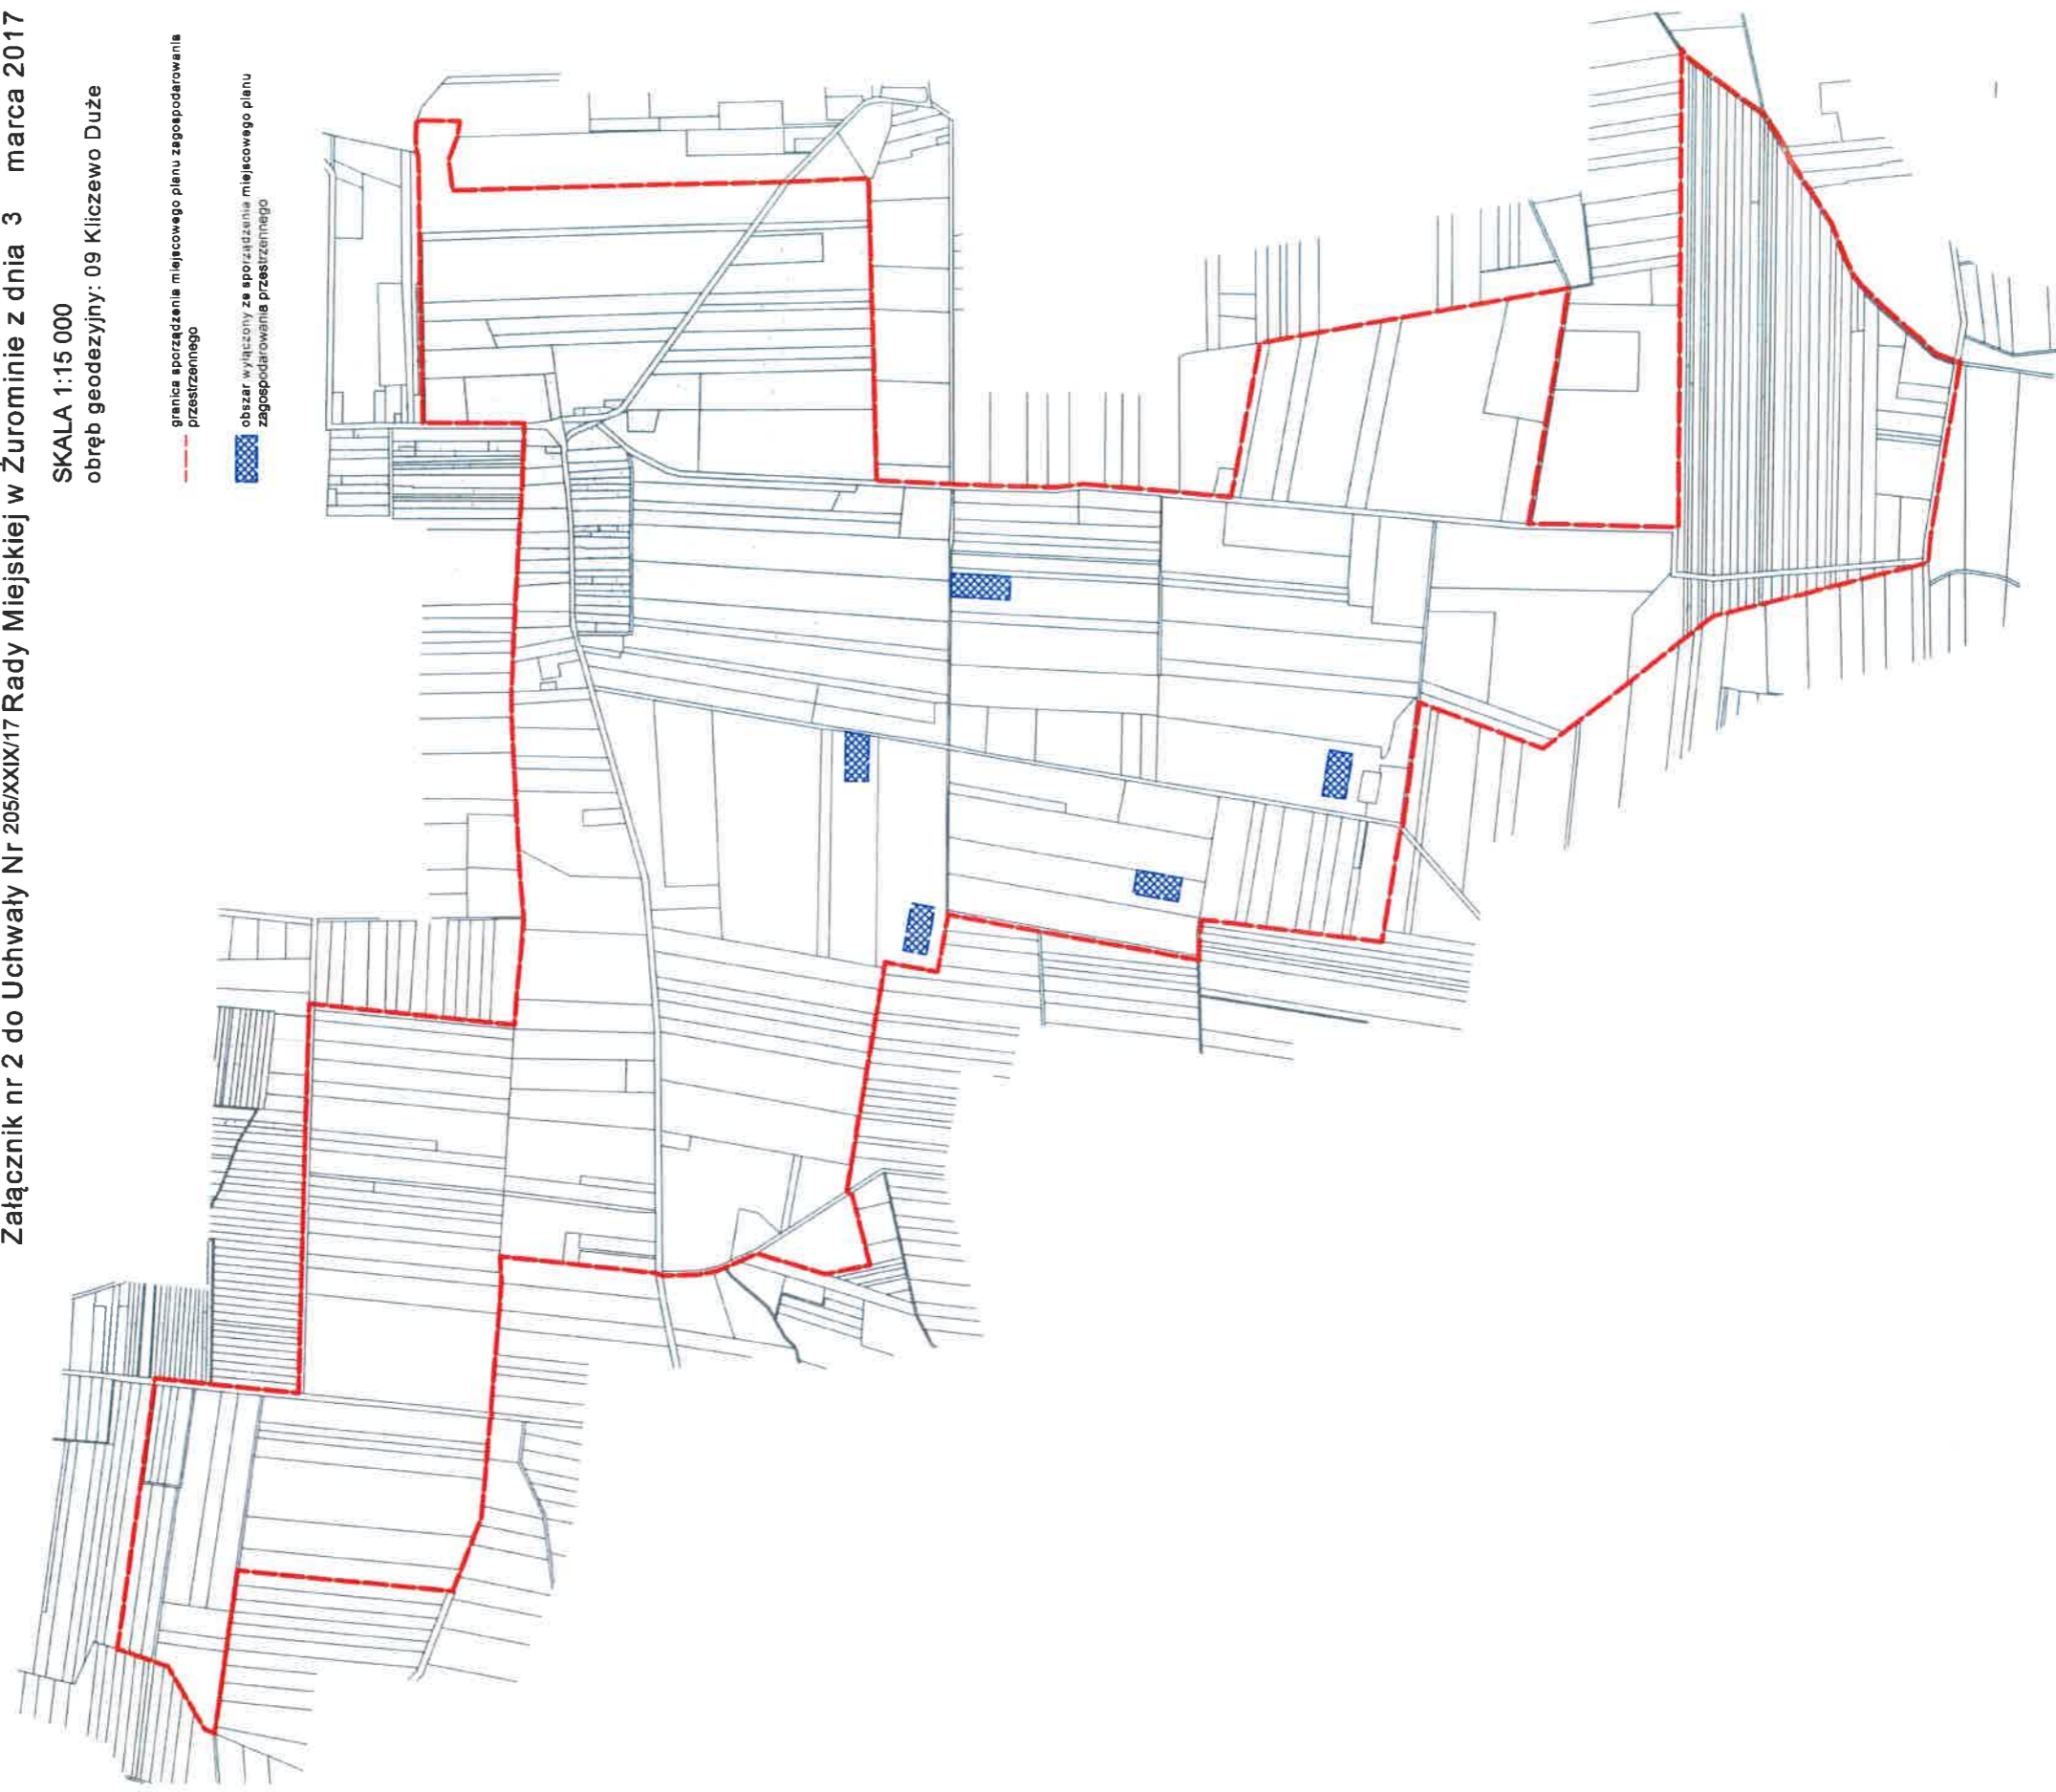 Załącznik nr 2 do Uchwały Nr 205/XXIX/17 Rady Miejskiej w Żurominie z dnia 3 marca 2017
SKALA 1:15 000
obręb geodezyjny: 09 Kliczewo Duże
granica sporządzenia miejscowego planu zagospodarowania
przestrzennego
obszar wyłączony ze sporządzenia miejscowego planu
zagospodarowania przestrzennego